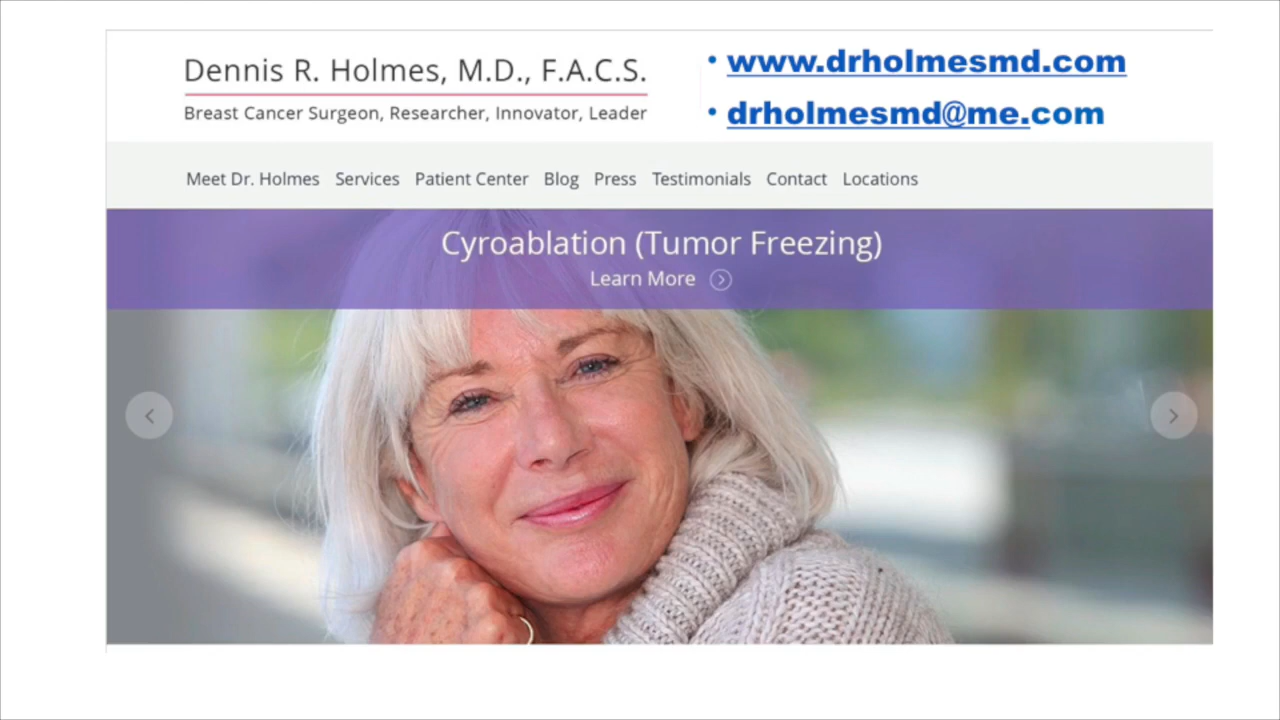 Dennis R. Holmes, M.D., F.A.C.S.
Breast Cancer Surgeon, Researcher, Innovator, Leader
• www.drholmesmd.com
• drholmesmd@me.com
Meet Dr. Holmes Services Patient Center Blog Press Testimonials Contact Locations
Cyroablation (Tumor Freezing)
Learn More